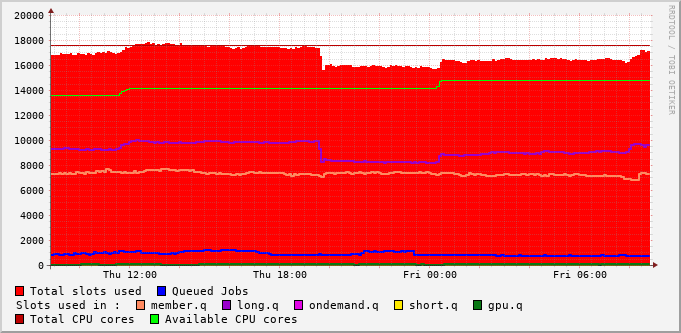 20000
18000
16000
14000
12000
10000
8000
6000
4000
2000
0
Thu 12:00 Thu 18:00 Fri 00:00 Fri 06:00
RRDTOOL / TOBI OETIKER
Total slots used Queued Jobs
Slots used in : member.q long.q ondemand.q short.q gpu.q
Total CPU cores Available CPU cores